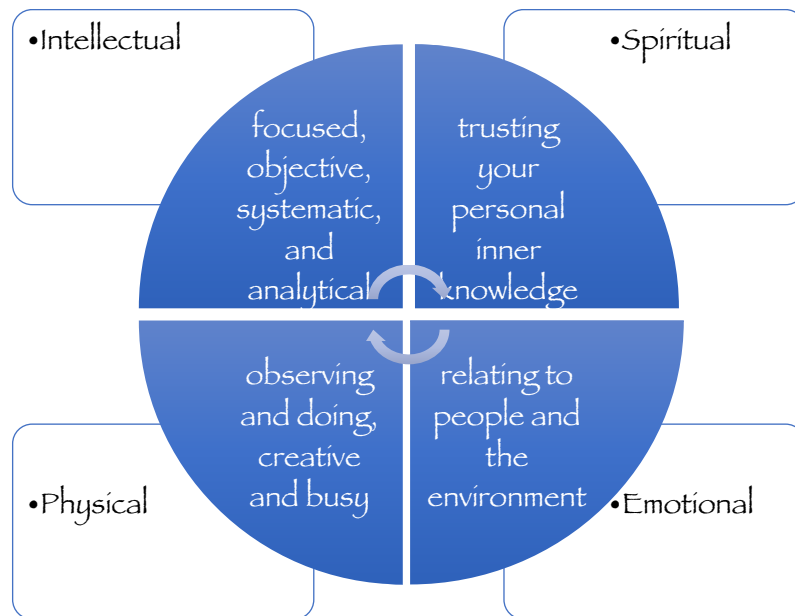 •Intellectual
focused,
objective,
systematic,
and
analytical
•Spiritual
trusting
your
personal
inner
knowledge
•Physical
observing
and doing,
creative
and busy
•Emotional
relating to
people and
the
environment